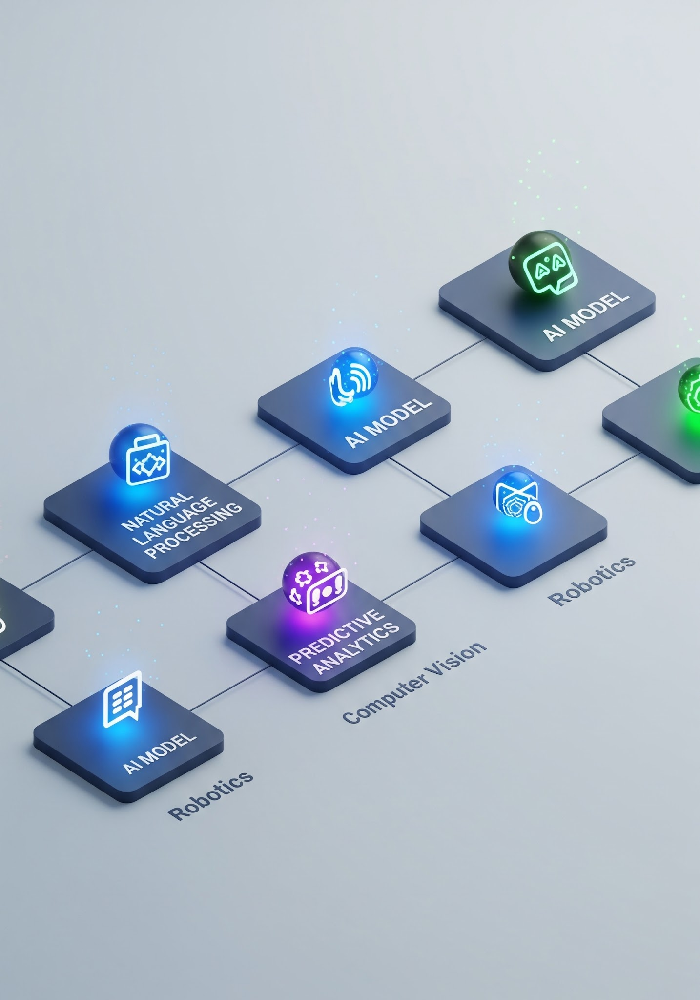 AI MODEL
AI MODEL
NATURAL
LANGUAGE
PROCESSING
Robotics
PREDICTIVE
ANALYTICS
Computer Vision
AI MODEL
Robotics